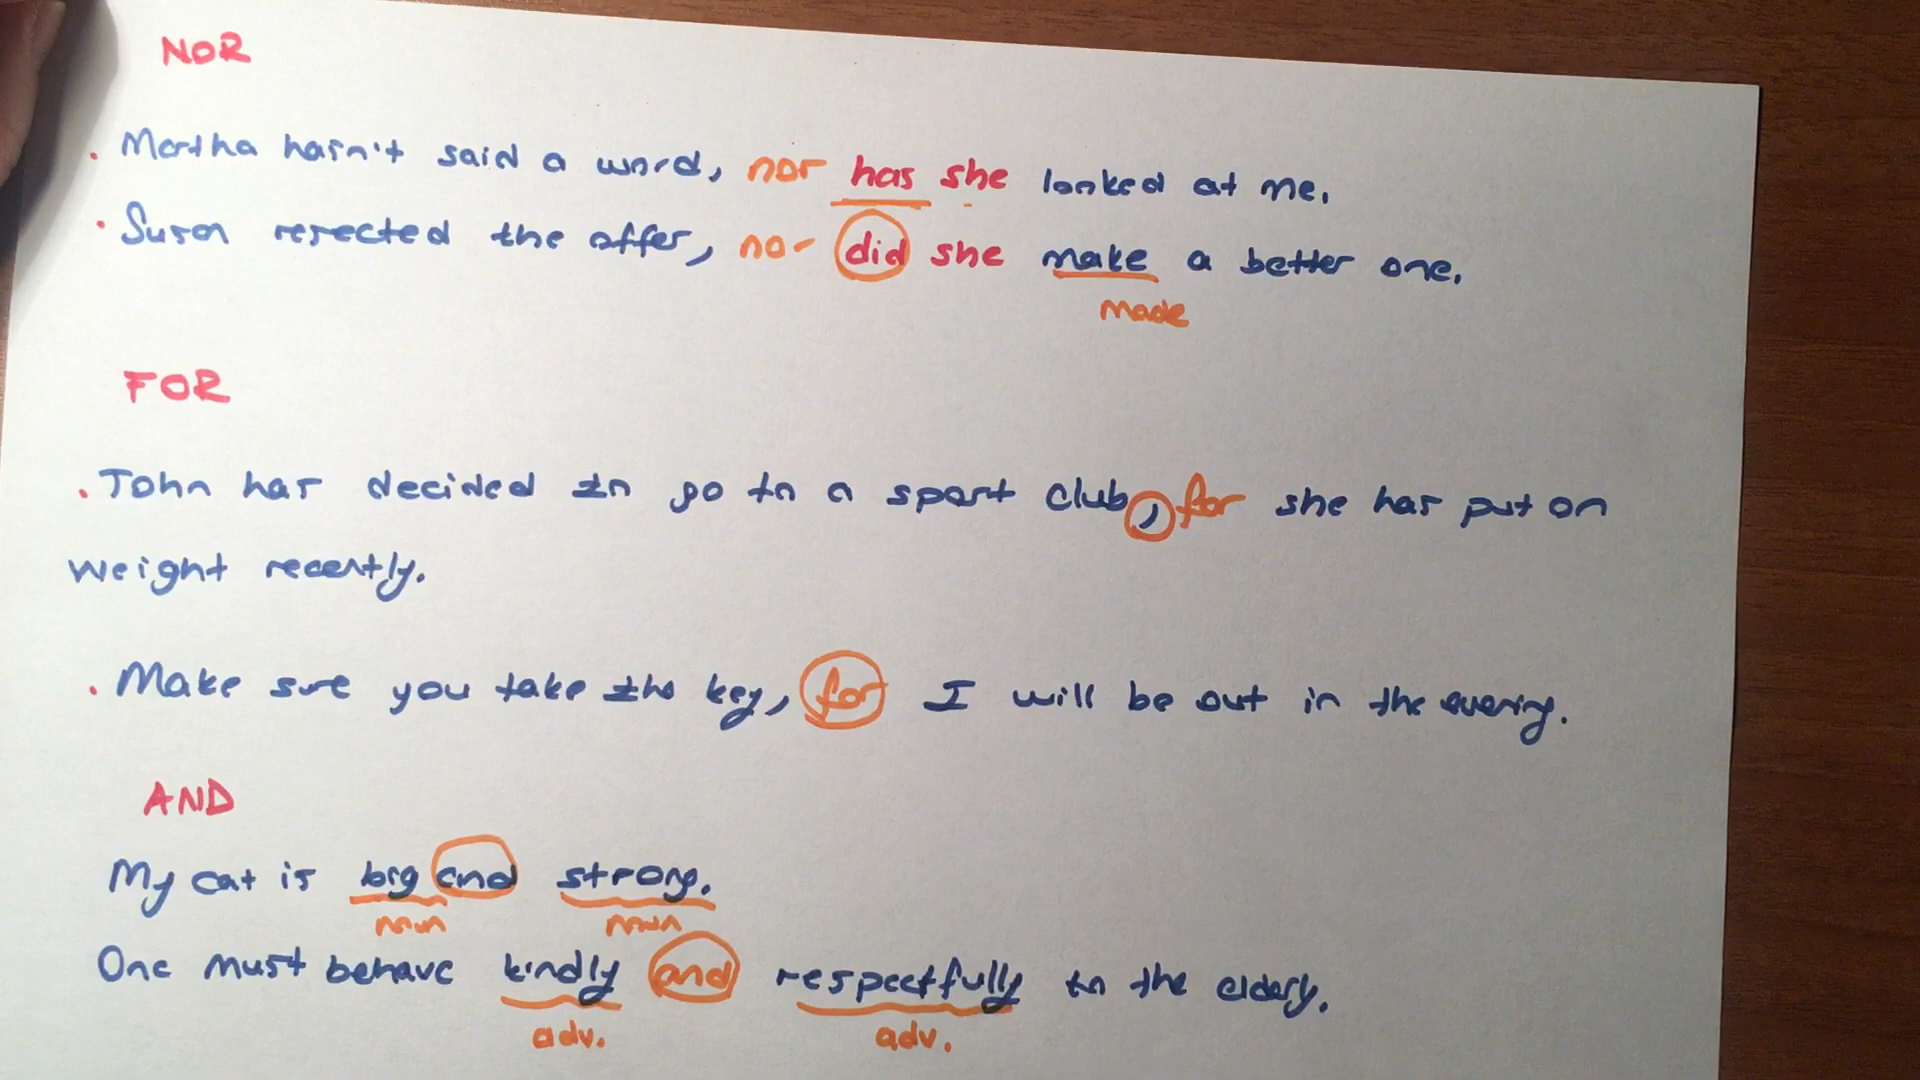 NOR
. Martha hasn't said a word, nor has she looked at me.
. Susan rejected the offer, nor did she make a better one.
made
FOR
. John has decided to go to a sport club, for she has put on
weight recently.
. Make sure you take the key, for I will be out in the evening.
AND
My cat is big and strong.
noun noun
One must behave kindly and respectfully to the elderly.
adv. adv.